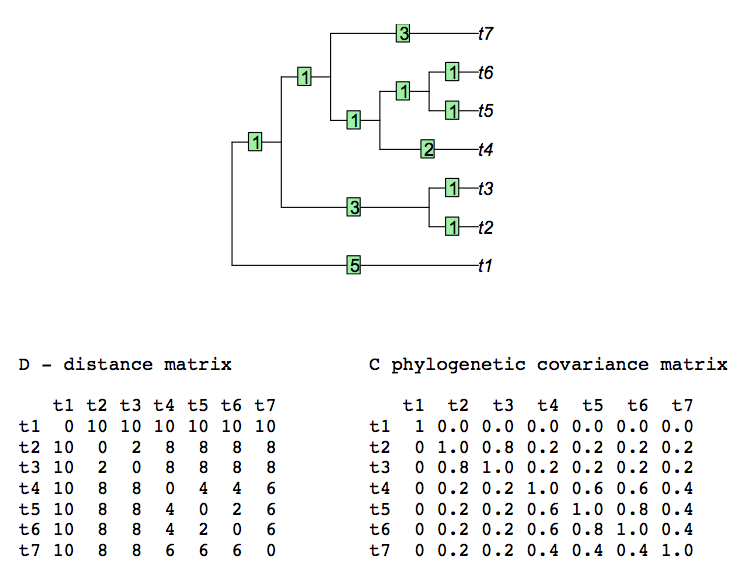 3 t7
1
1 t6
1
1 t5
1
2 t4
1
1 t3
3
1 t2
5 t1
D - distance matrix
t1 t2 t3 t4 t5 t6 t7
t1 0 10 10 10 10 10 10
t2 10 0 2 8 8 8 8
t3 10 2 0 8 8 8 8
t4 10 8 8 0 4 4 6
t5 10 8 8 4 0 2 6
t6 10 8 8 4 2 0 6
t7 10 8 8 6 6 6 0
C phylogenetic covariance matrix
t1 t2 t3 t4 t5 t6 t7
t1 1 0.0 0.0 0.0 0.0 0.0 0.0
t2 0 1.0 0.8 0.2 0.2 0.2 0.2
t3 0 0.8 1.0 0.2 0.2 0.2 0.2
t4 0 0.2 0.2 1.0 0.6 0.6 0.4
t5 0 0.2 0.2 0.6 1.0 0.8 0.4
t6 0 0.2 0.2 0.6 0.8 1.0 0.4
t7 0 0.2 0.2 0.4 0.4 0.4 1.0